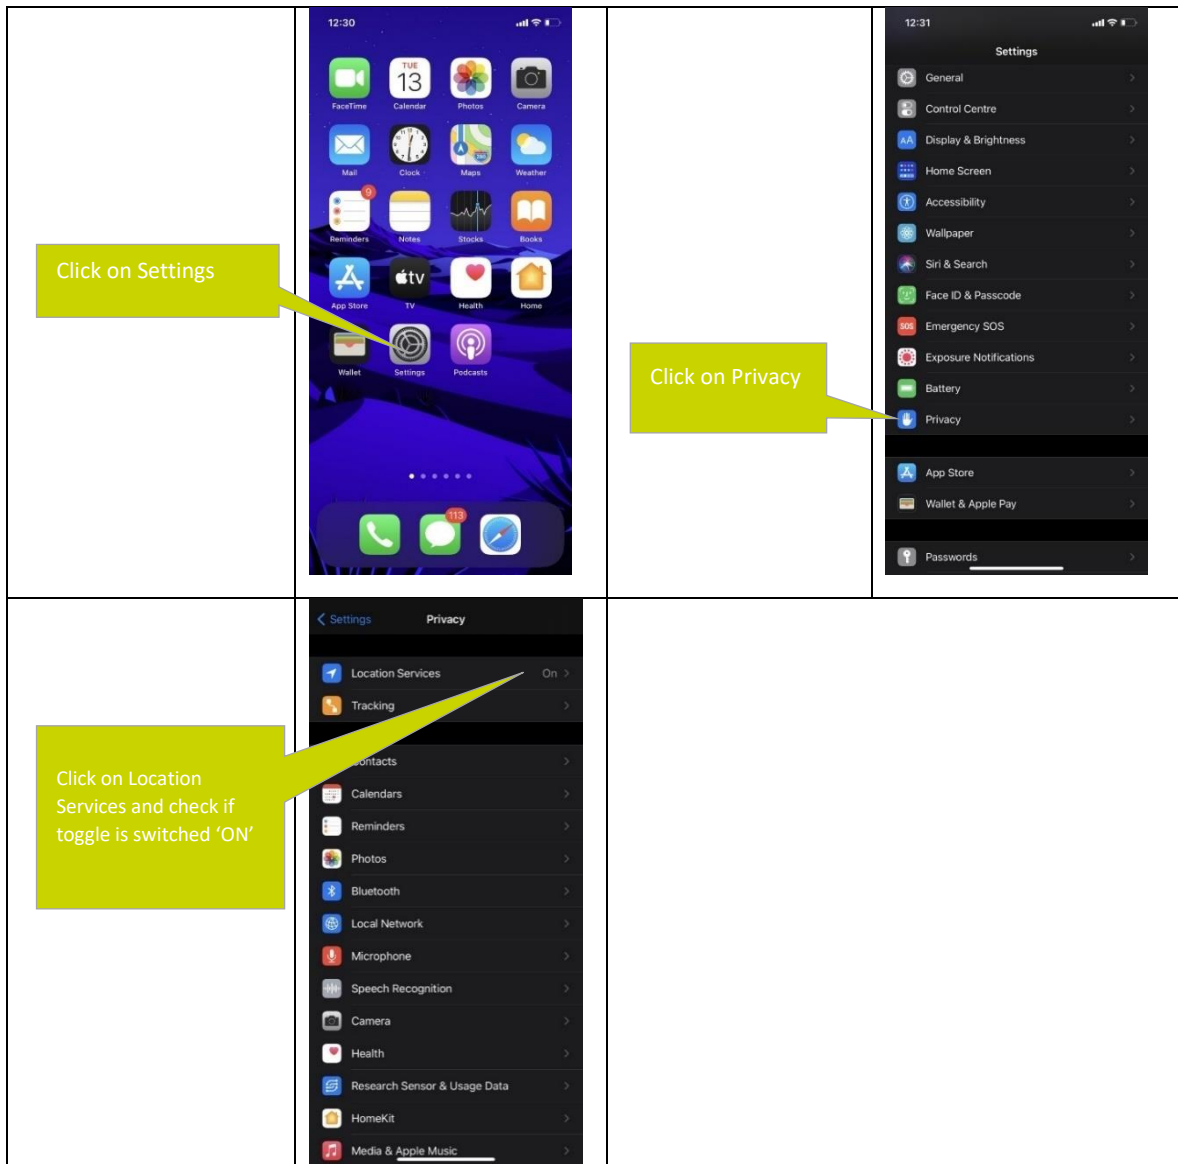 12:30
TUE
13
FaceTime
Calendar
Photos
Camera
Mail
Clock
Maps
Weather
9
Reminders
Notes
Stocks
Books
Click on Settings
tv
App Store
TV
Health
Home
Wallet
Settings
Podcasts
113
12:31
Settings
General
Control Centre
AA
Display & Brightness
Home Screen
Accessibility
Wallpaper
Siri & Search
Face ID & Passcode
SOS
Emergency SOS
Exposure Notifications
Click on Privacy
Battery
Privacy
App Store
Wallet & Apple Pay
Passwords
Settings
Privacy
Location Services
On
Tracking
Click on Location
Services and check if
toggle is switched ‘ON’
Contacts
Calendars
Reminders
Photos
Bluetooth
Local Network
Microphone
Speech Recognition
Camera
Health
Research Sensor & Usage Data
HomeKit
Media & Apple Music